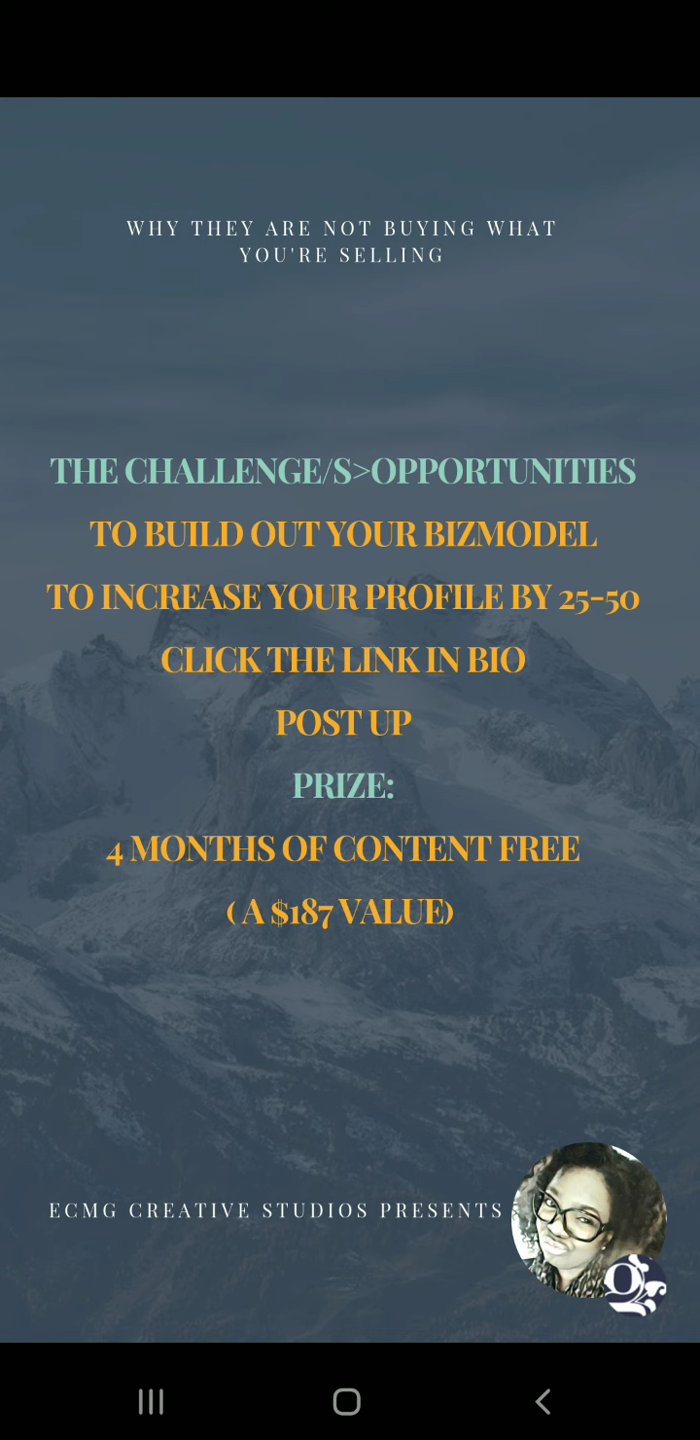 WHY THEY ARE NOT BUYING WHAT
YOU'RE SELLING
THE CHALLENGE/S>OPPORTUNITIES
TO BUILD OUT YOUR BIZMODEL
TO INCREASE YOUR PROFILE BY 25-50
CLICK THE LINK IN BIO
POST UP
PRIZE:
4 MONTHS OF CONTENT FREE
( A $187 VALUE)
ECMG CREATIVE STUDIOS PRESENTS